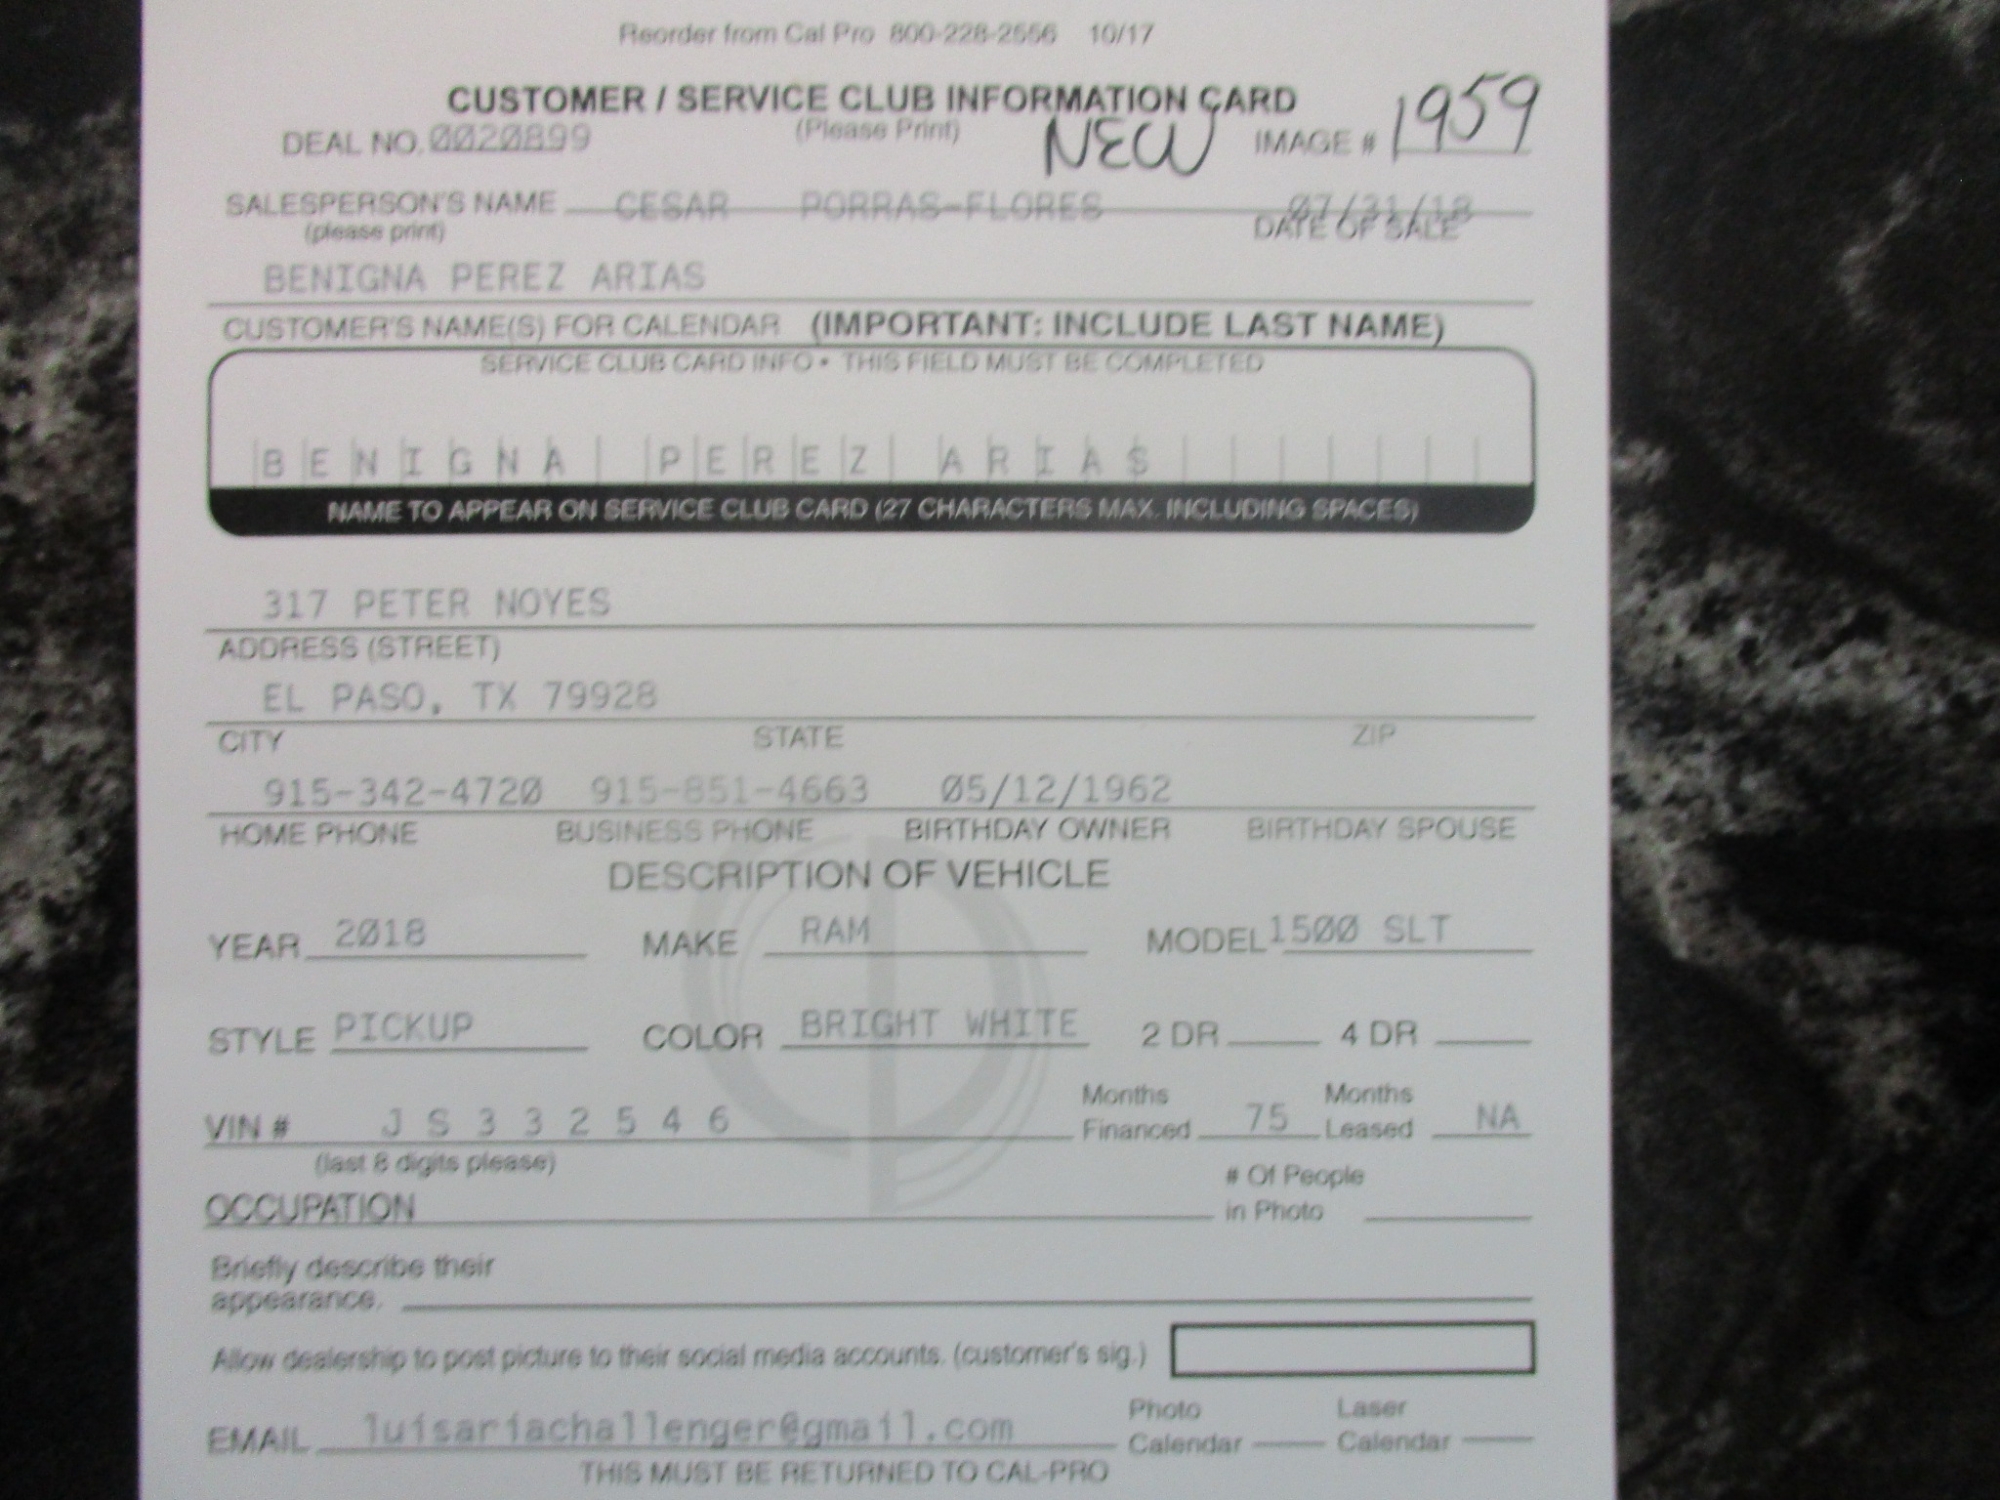 Reorder from Cal Pro 800-228-2556 10/17
CUSTOMER / SERVICE CLUB INFORMATION CARD
(Please Print)
DEAL NO. 0020899 NEW IMAGE # 1959
SALESPERSON'S NAME CESAR PORRAS-FLORES 07/31/18
(please print) DATE OF SALE
BENIGNA PEREZ ARIAS
CUSTOMER'S NAME(S) FOR CALENDAR (IMPORTANT: INCLUDE LAST NAME)
SERVICE CLUB CARD INFO • THIS FIELD MUST BE COMPLETED
BENIGNA PEREZ ARIAS
NAME TO APPEAR ON SERVICE CLUB CARD (27 CHARACTERS MAX. INCLUDING SPACES)
317 PETER NOYES
ADDRESS (STREET)
EL PASO, TX 79928
CITY STATE ZIP
915-342-4720 915-851-4663 05/12/1962
HOME PHONE BUSINESS PHONE BIRTHDAY OWNER BIRTHDAY SPOUSE
DESCRIPTION OF VEHICLE
YEAR 2018 MAKE RAM MODEL 1500 SLT
STYLE PICKUP COLOR BRIGHT WHITE 2 DR 4 DR
VIN # JS332546 Months Financed 75 Months Leased NA
(last 8 digits please)
OCCUPATION # Of People in Photo
Briefly describe their
appearance.
Allow dealership to post picture to their social media accounts. (customer's sig.)
EMAIL luisariachallenger@gmail.com Photo Calendar Laser Calendar
THIS MUST BE RETURNED TO CAL-PRO